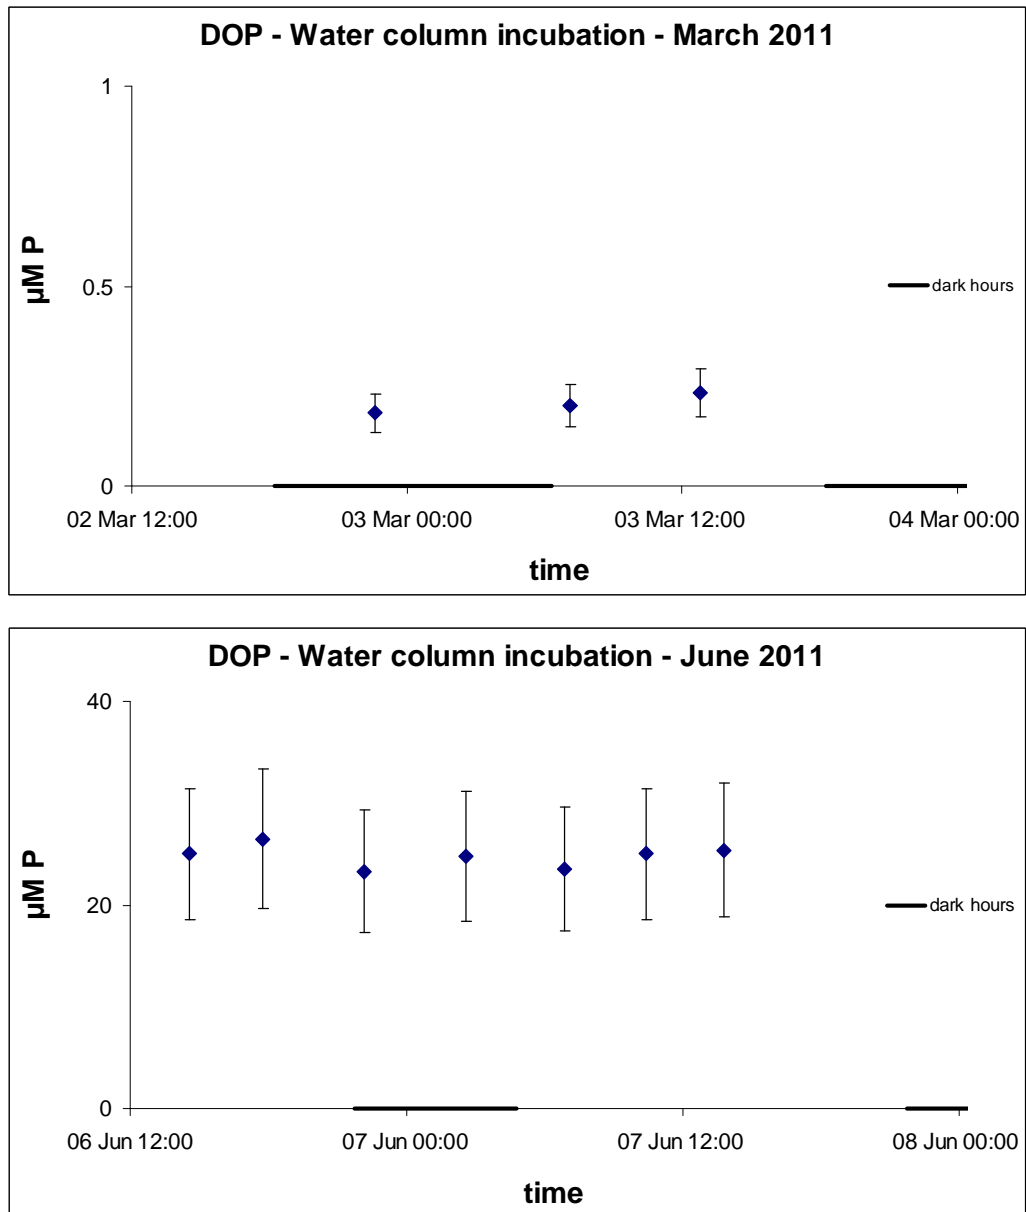 DOP - Water column incubation - March 2011
1
0.5
0
µM P
dark hours
02 Mar 12:00 03 Mar 00:00 03 Mar 12:00 04 Mar 00:00
time
DOP - Water column incubation - June 2011
40
20
0
µM P
dark hours
06 Jun 12:00 07 Jun 00:00 07 Jun 12:00 08 Jun 00:00
time